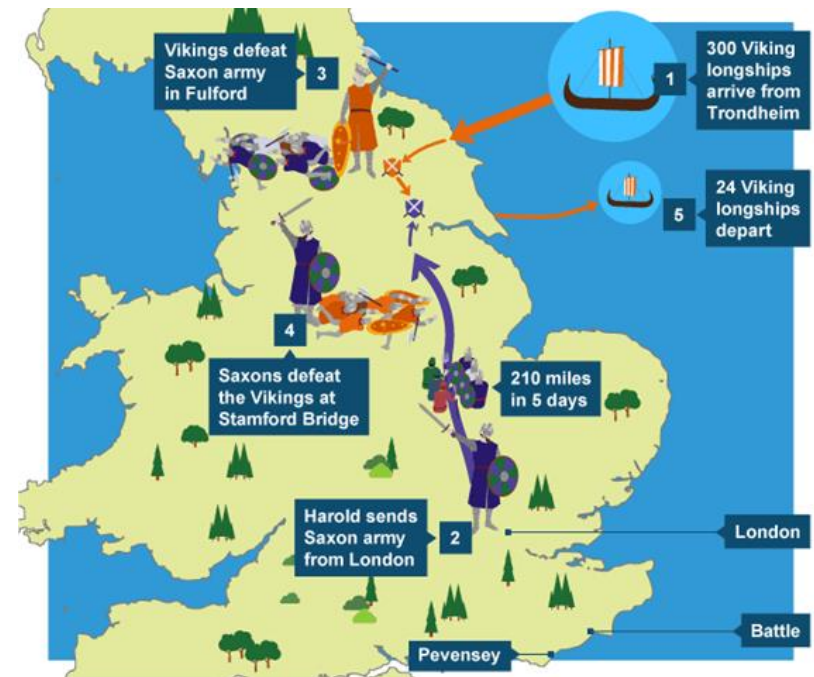 Vikings defeat
Saxon army
in Fulford
3
1
300 Viking
longships
arrive from
Trondheim
5
24 Viking
longships
depart
4
Saxons defeat
the Vikings at
Stamford Bridge
210 miles
in 5 days
Harold sends
Saxon army
from London
2
London
Battle
Pevensey